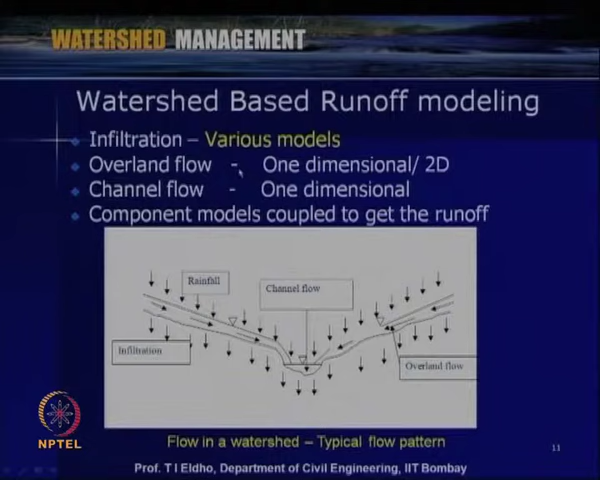 WATERSHED MANAGEMENT
Watershed Based Runoff modeling
Infiltration – Various models
Overland flow - One dimensional/ 2D
Channel flow - One dimensional
Component models coupled to get the runoff
Rainfall
Channel flow
Infiltration
Overland flow
NPTEL
Flow in a watershed – Typical flow pattern
11
Prof. T I Eldho, Department of Civil Engineering, IIT Bombay